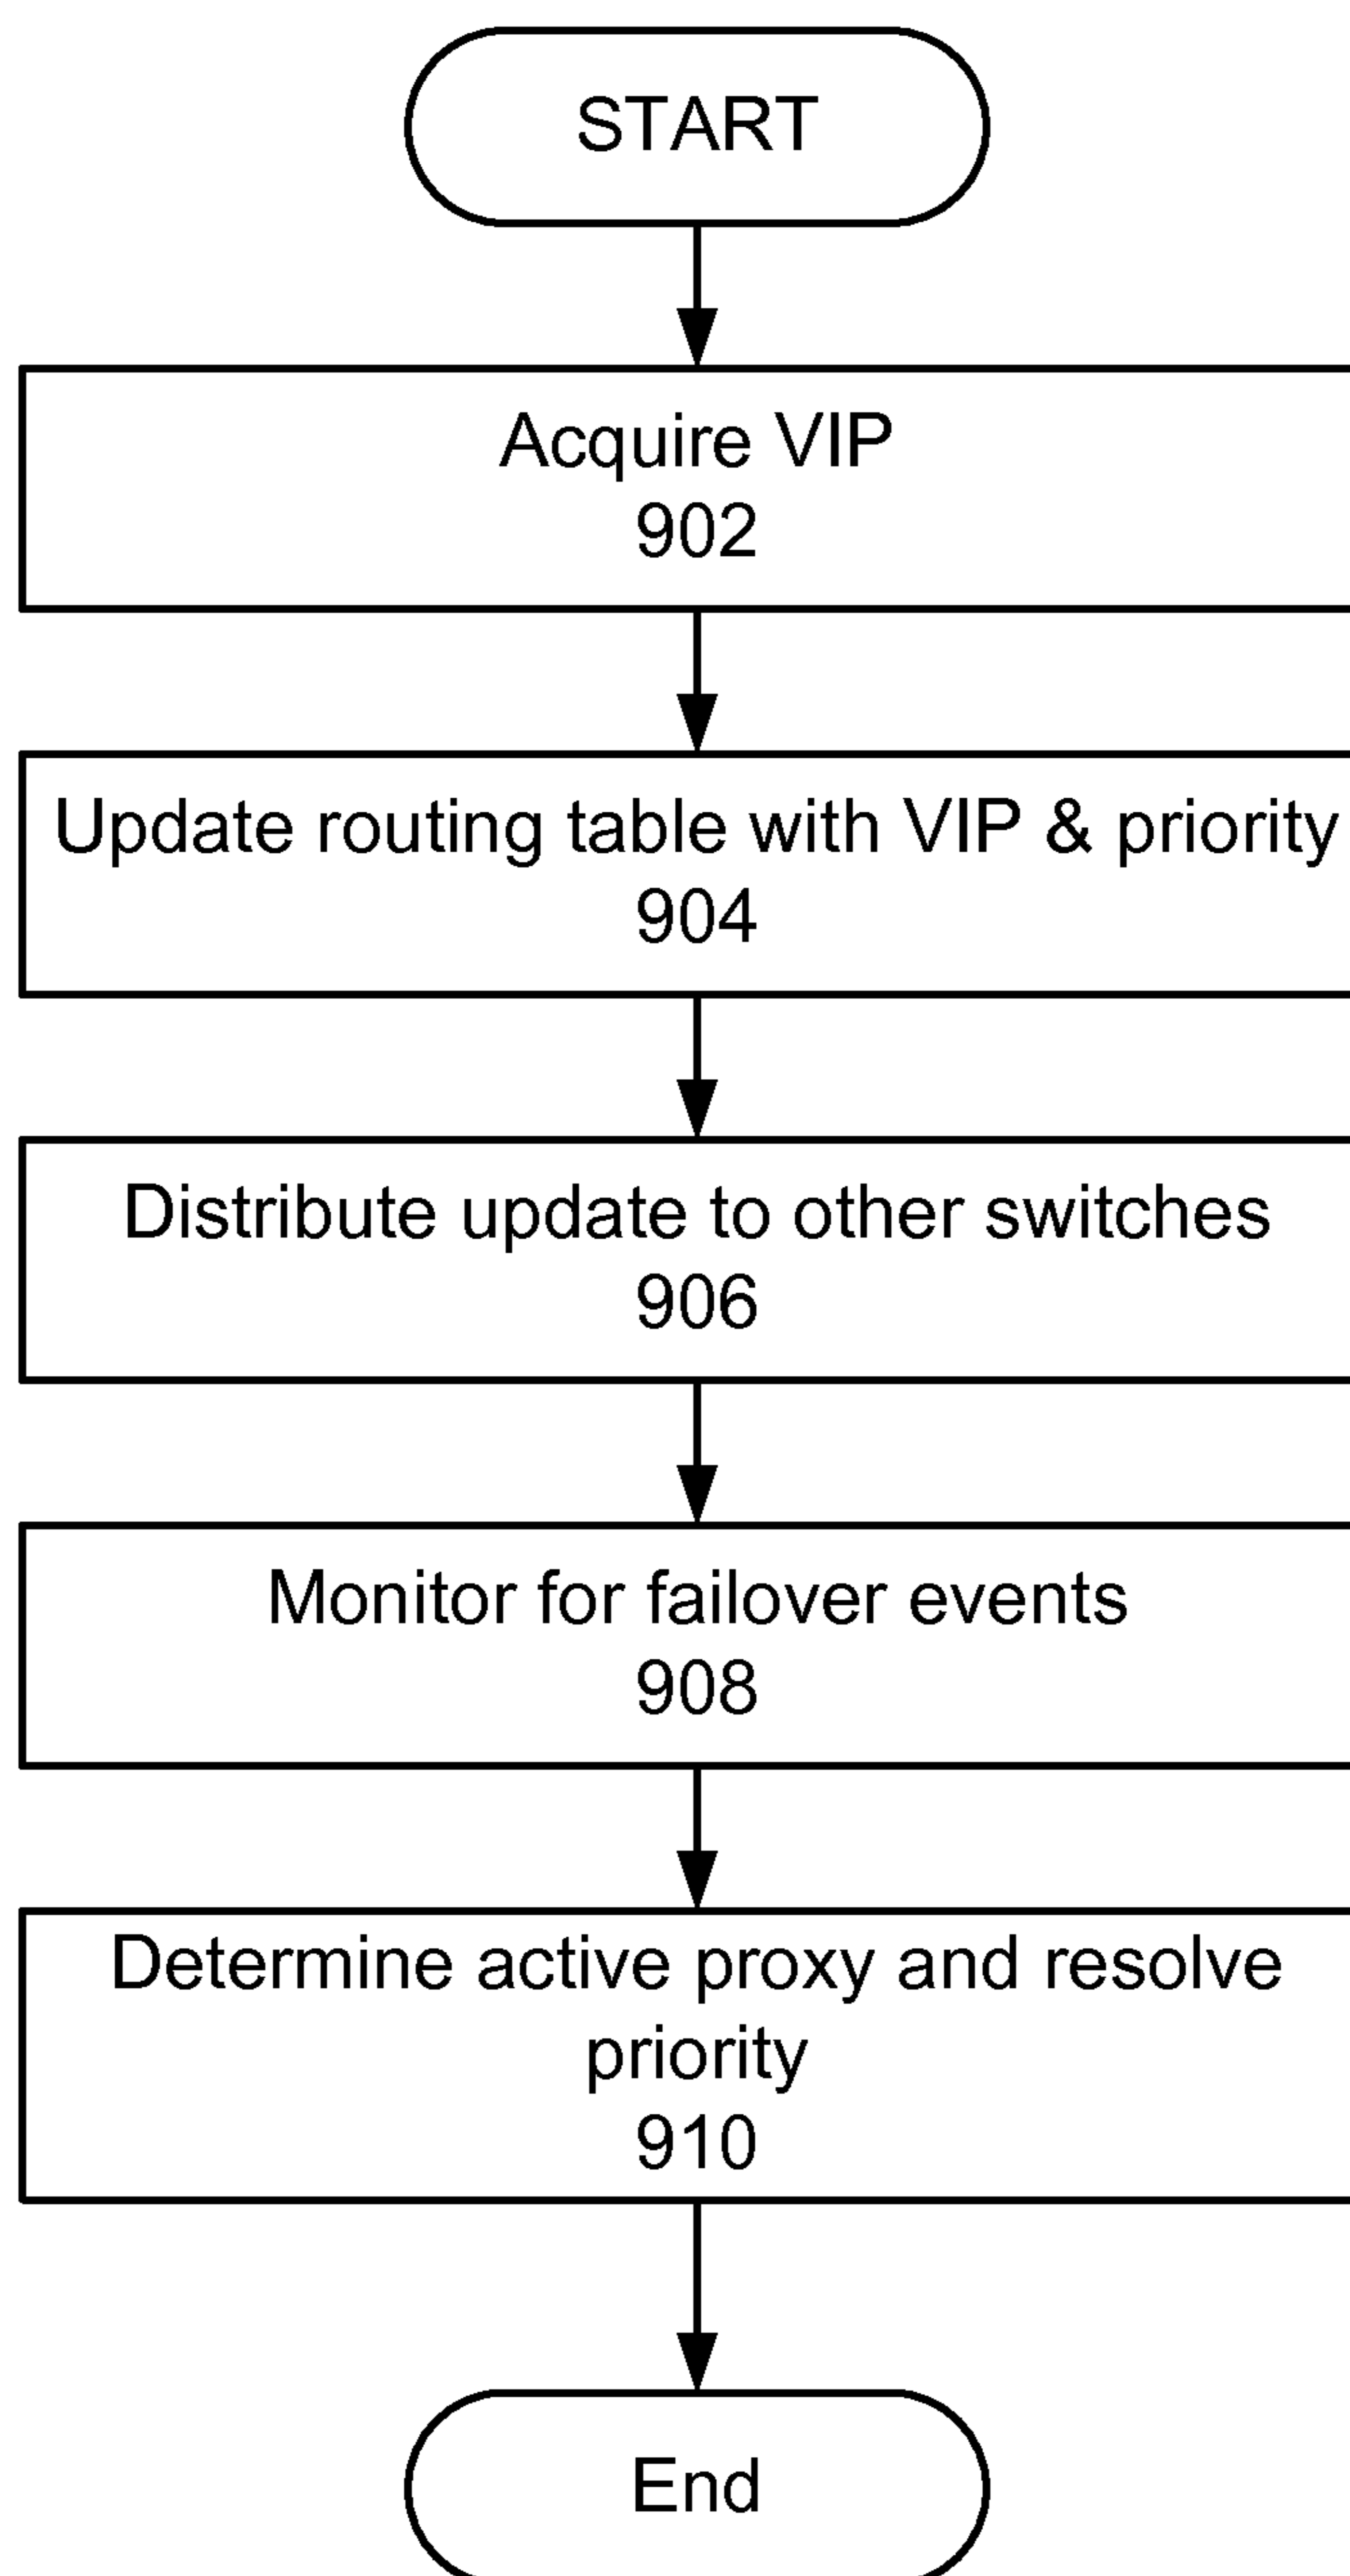 START
Acquire VIP
902
Update routing table with VIP & priority
904
Distribute update to other switches
906
Monitor for failover events
908
Determine active proxy and resolve
priority
910
End